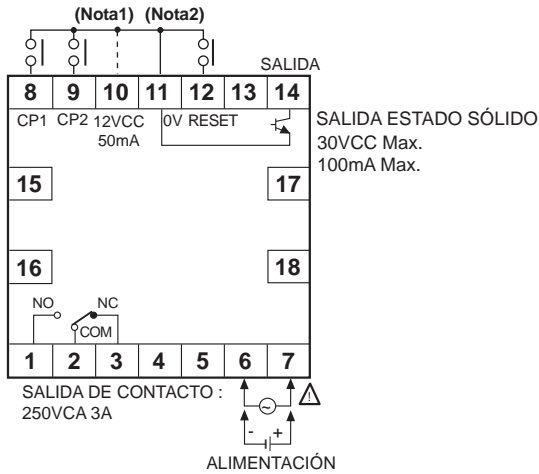 (Nota1) (Nota2)
SALIDA
8 9 10 11 12 13 14
CP1 CP2 12VCC 0V RESET
50mA
SALIDA ESTADO SÓLIDO
30VCC Max.
100mA Max.
15 17
16 18
NO NC
COM
1 2 3 4 5 6 7
SALIDA DE CONTACTO :
250VCA 3A
- +
ALIMENTACIÓN